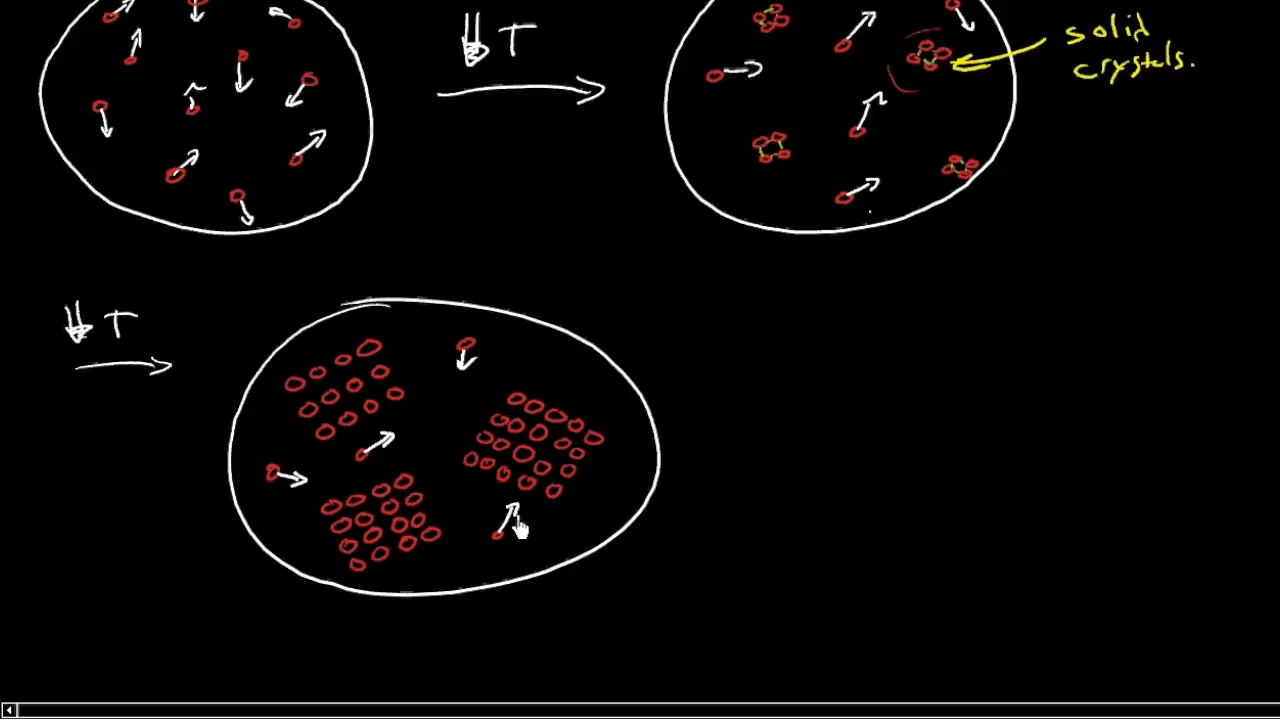 ⇓ T
solid
crystals.
⇓ T